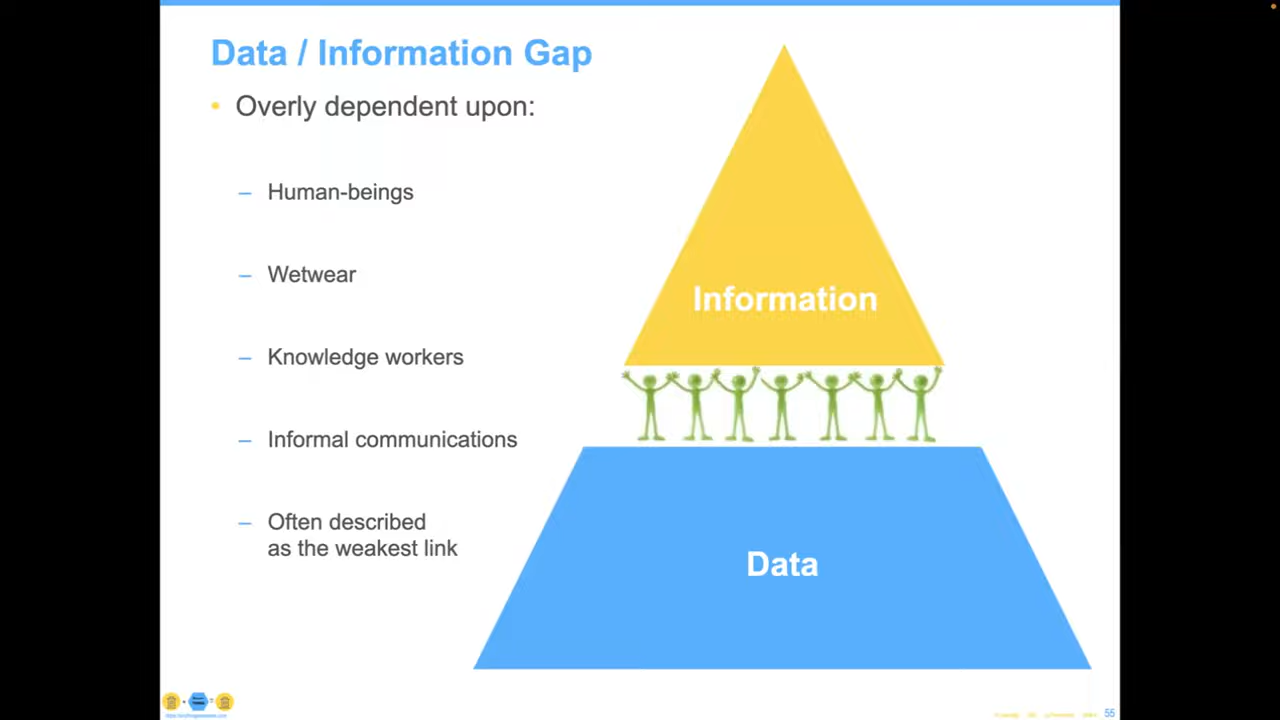 Data / Information Gap
• Overly dependent upon:
– Human-beings
– Wetwear
– Knowledge workers
– Informal communications
– Often described
as the weakest link
Information
Data
55